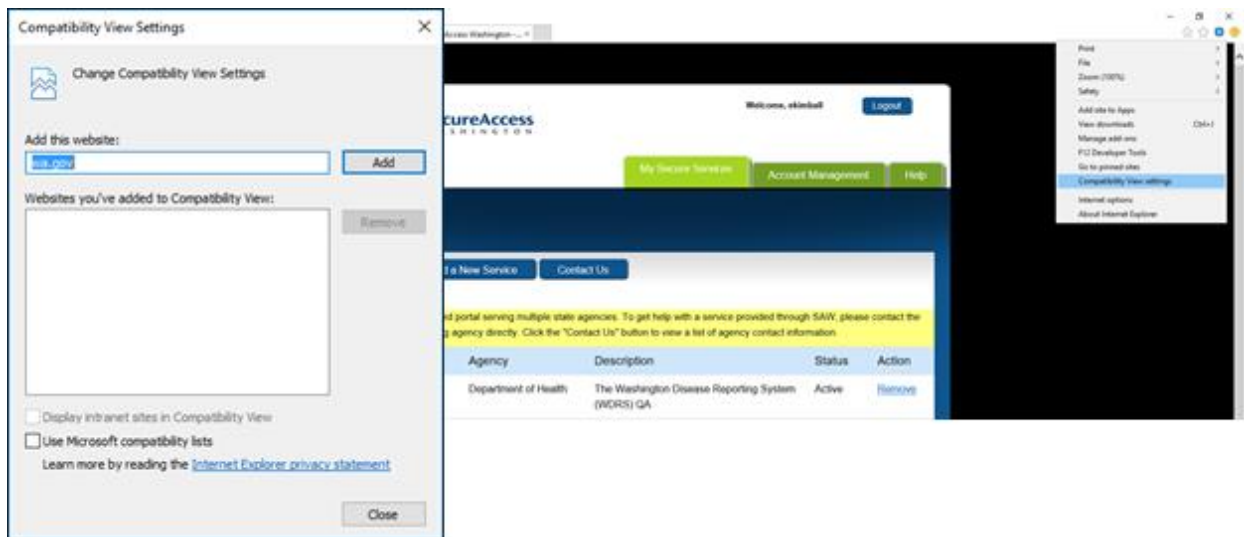 Compatibility View Settings
Change Compatibility View Settings
Add this website:
wa.gov
Add
Websites you've added to Compatibility View:
Remove
Display intranet sites in Compatibility View
Use Microsoft compatibility lists
Learn more by reading the Internet Explorer privacy statement
Close
Access Washington -...
cureAccess
SHINGTON
Welcome, ekimball
Logout
My Secure Services
Account Management
Help
a New Service
Contact Us
d portal serving multiple state agencies. To get help with a service provided through SAW, please contact the
g agency directly. Click the "Contact Us" button to view a list of agency contact information.
Agency Description Status Action
Department of Health The Washington Disease Reporting System Active Remove
(WDRS) QA
Print
File
Zoom (100%)
Safety
Add site to Apps
View downloads Ctrl+J
Manage add-ons
F12 Developer Tools
Go to pinned sites
Compatibility View settings
Internet options
About Internet Explorer